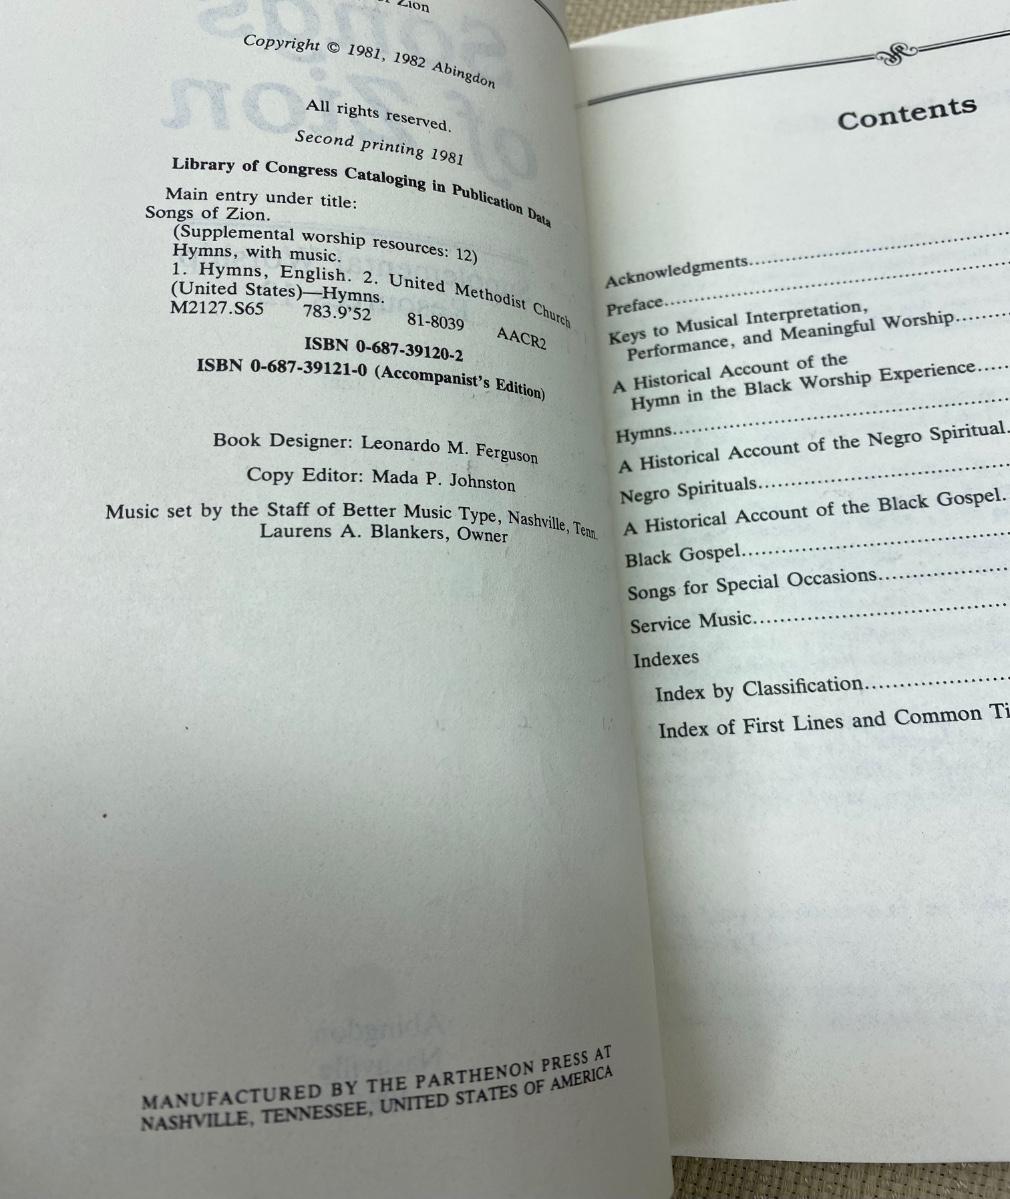 of Zion
Copyright © 1981, 1982 Abingdon
All rights reserved.
Second printing 1981
Library of Congress Cataloging in Publication Data
Main entry under title:
Songs of Zion.
(Supplemental worship resources: 12)
Hymns, with music.
1. Hymns, English. 2. United Methodist Church
(United States)—Hymns.
M2127.S65 783.9'52 81-8039 AACR2
ISBN 0-687-39120-2
ISBN 0-687-39121-0 (Accompanist's Edition)
Book Designer: Leonardo M. Ferguson
Copy Editor: Mada P. Johnston
Music set by the Staff of Better Music Type, Nashville, Tenn.
Laurens A. Blankers, Owner
MANUFACTURED BY THE PARTHENON PRESS AT
NASHVILLE, TENNESSEE, UNITED STATES OF AMERICA
Contents
Acknowledgments
Preface
Keys to Musical Interpretation,
Performance, and Meaningful Worship
A Historical Account of the
Hymn in the Black Worship Experience
Hymns
A Historical Account of the Negro Spiritual
Negro Spirituals
A Historical Account of the Black Gospel
Black Gospel
Songs for Special Occasions
Service Music
Indexes
Index by Classification
Index of First Lines and Common Ti